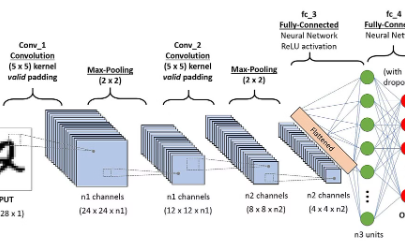 fc_3
fc_4
Fully-Connected
Fully-Conne
Neural Network
Neural Netw
ReLU activation
Conv_1
Convolution
(5 x 5) kernel
valid padding
Max-Pooling
(2 x 2)
Conv_2
Convolution
(5 x 5) kernel
valid padding
Max-Pooling
(2 x 2)
(with
dropo
Flattened
PUT
28 x 1)
n1 channels
(24 x 24 x n1)
n1 channels
(12 x 12 x n1)
n2 channels
(8 x 8 x n2)
n2 channels
(4 x 4 x n2)
n3 units
O